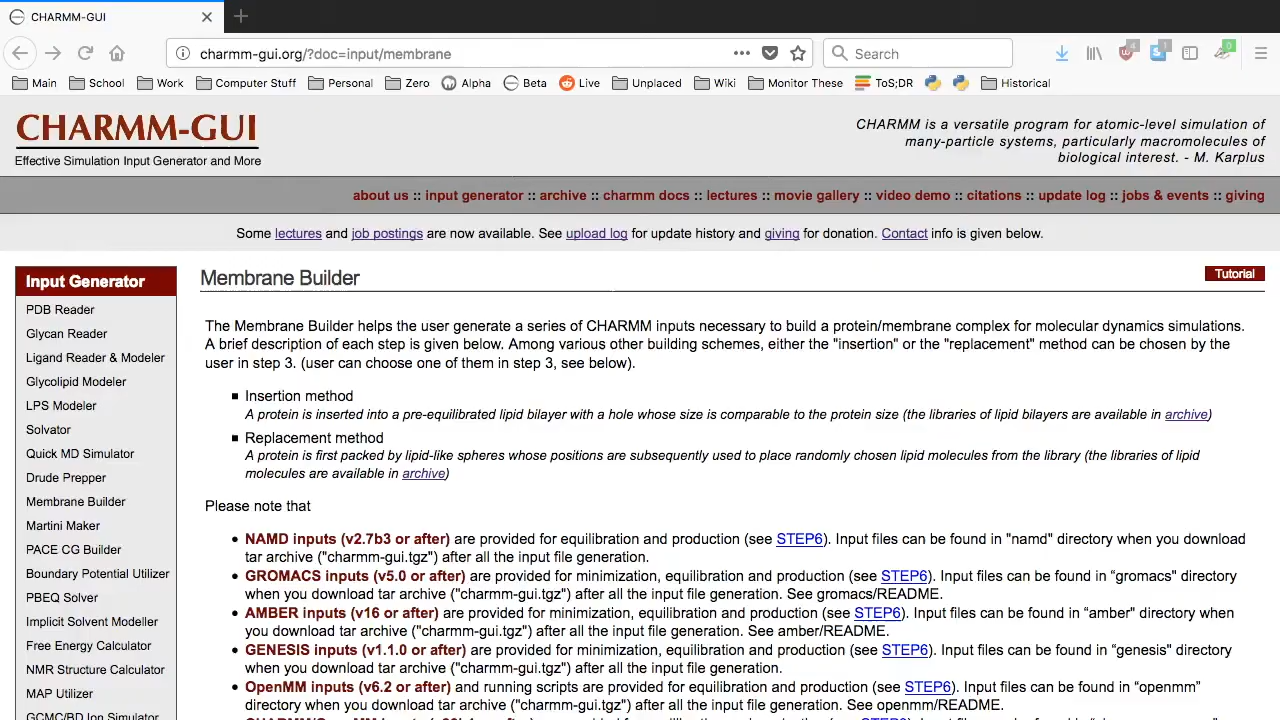 CHARMM-GUI
charmm-gui.org/?doc=input/membrane
Search
4
1
0
Main School Work Computer Stuff Personal Zero Alpha Beta Live Unplaced Wiki Monitor These ToS;DR Historical
CHARMM-GUI
Effective Simulation Input Generator and More
CHARMM is a versatile program for atomic-level simulation of
many-particle systems, particularly macromolecules of
biological interest. - M. Karplus
about us :: input generator :: archive :: charmm docs :: lectures :: movie gallery :: video demo :: citations :: update log :: jobs & events :: giving
Some lectures and job postings are now available. See upload log for update history and giving for donation. Contact info is given below.
Input Generator
PDB Reader
Glycan Reader
Ligand Reader & Modeler
Glycolipid Modeler
LPS Modeler
Solvator
Quick MD Simulator
Drude Prepper
Membrane Builder
Martini Maker
PACE CG Builder
Boundary Potential Utilizer
PBEQ Solver
Implicit Solvent Modeller
Free Energy Calculator
NMR Structure Calculator
MAP Utilizer
GCMC/BD Ion Simulator
Membrane Builder
Tutorial
The Membrane Builder helps the user generate a series of CHARMM inputs necessary to build a protein/membrane complex for molecular dynamics simulations.
A brief description of each step is given below. Among various other building schemes, either the "insertion" or the "replacement" method can be chosen by the
user in step 3. (user can choose one of them in step 3, see below).
Insertion method
A protein is inserted into a pre-equilibrated lipid bilayer with a hole whose size is comparable to the protein size (the libraries of lipid bilayers are available in archive)
Replacement method
A protein is first packed by lipid-like spheres whose positions are subsequently used to place randomly chosen lipid molecules from the library (the libraries of lipid
molecules are available in archive)
Please note that
NAMD inputs (v2.7b3 or after) are provided for equilibration and production (see STEP6). Input files can be found in "namd" directory when you download
tar archive ("charmm-gui.tgz") after all the input file generation.
GROMACS inputs (v5.0 or after) are provided for minimization, equilibration and production (see STEP6). Input files can be found in “gromacs" directory
when you download tar archive ("charmm-gui.tgz") after all the input file generation. See gromacs/README.
AMBER inputs (v16 or after) are provided for minimization, equilibration and production (see STEP6). Input files can be found in “amber" directory when
you download tar archive ("charmm-gui.tgz") after all the input file generation. See amber/README.
GENESIS inputs (v1.1.0 or after) are provided for minimization, equilibration and production (see STEP6). Input files can be found in “genesis" directory
when you download tar archive ("charmm-gui.tgz") after all the input file generation.
OpenMM inputs (v6.2 or after) and running scripts are provided for equilibration and production (see STEP6). Input files can be found in “openmm”
directory when you download tar archive ("charmm-gui.tgz") after all the input file generation. See openmm/README.